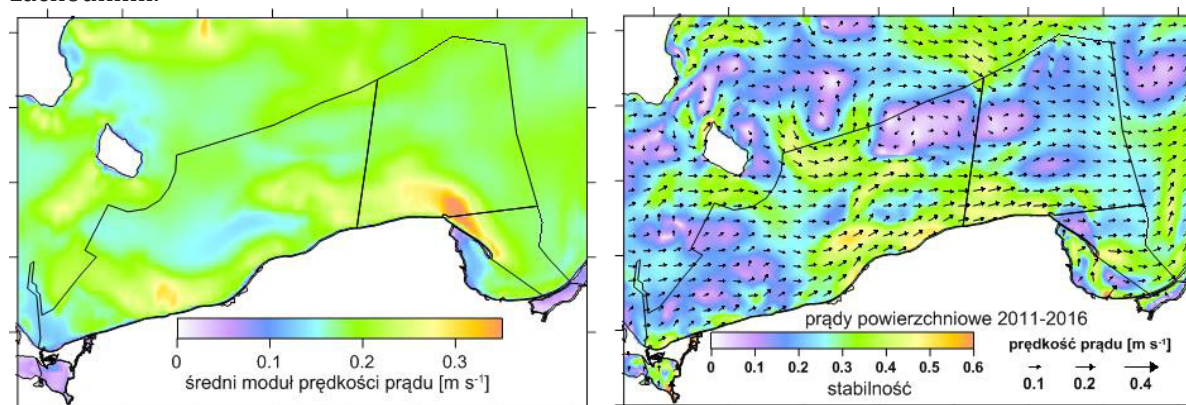 0 0.1 0.2 0.3
średni moduł prędkości prądu [m s⁻¹]
prądy powierzchniowe 2011-2016
0 0.1 0.2 0.3 0.4 0.5 0.6
stabilność
prędkość prądu [m s⁻¹]
0.1 0.2 0.4